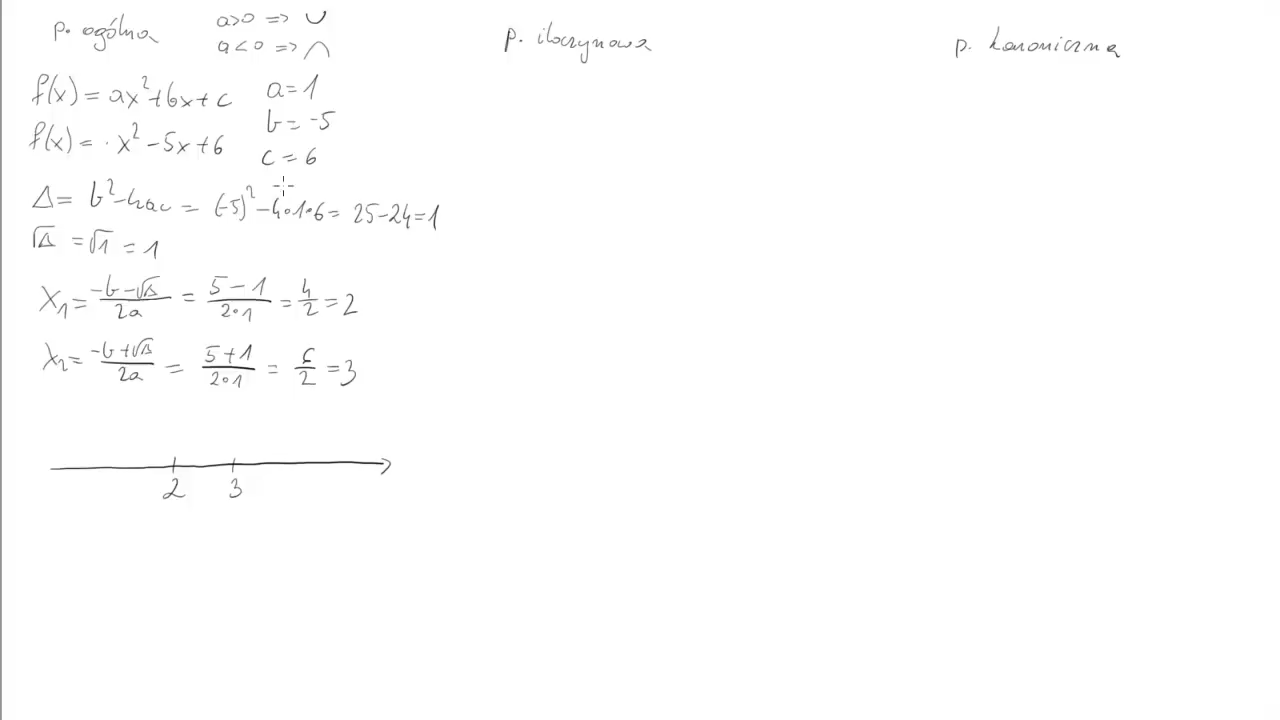 p. ogólna
a>0 => ∪
a<0 => ∩
p. iloczynowa
p. kanoniczna
f(x) = ax²+bx+c
a=1
f(x) = x²-5x+6
b=-5
c=6
Δ= b²-4ac = (-5)²-4•1•6= 25-24=1
√Δ =√1 = 1
x₁= (-b-√Δ)/2a = (5-1)/2•1 = 4/2 = 2
x₂= (-b+√Δ)/2a = (5+1)/2•1 = 6/2 = 3
2 3